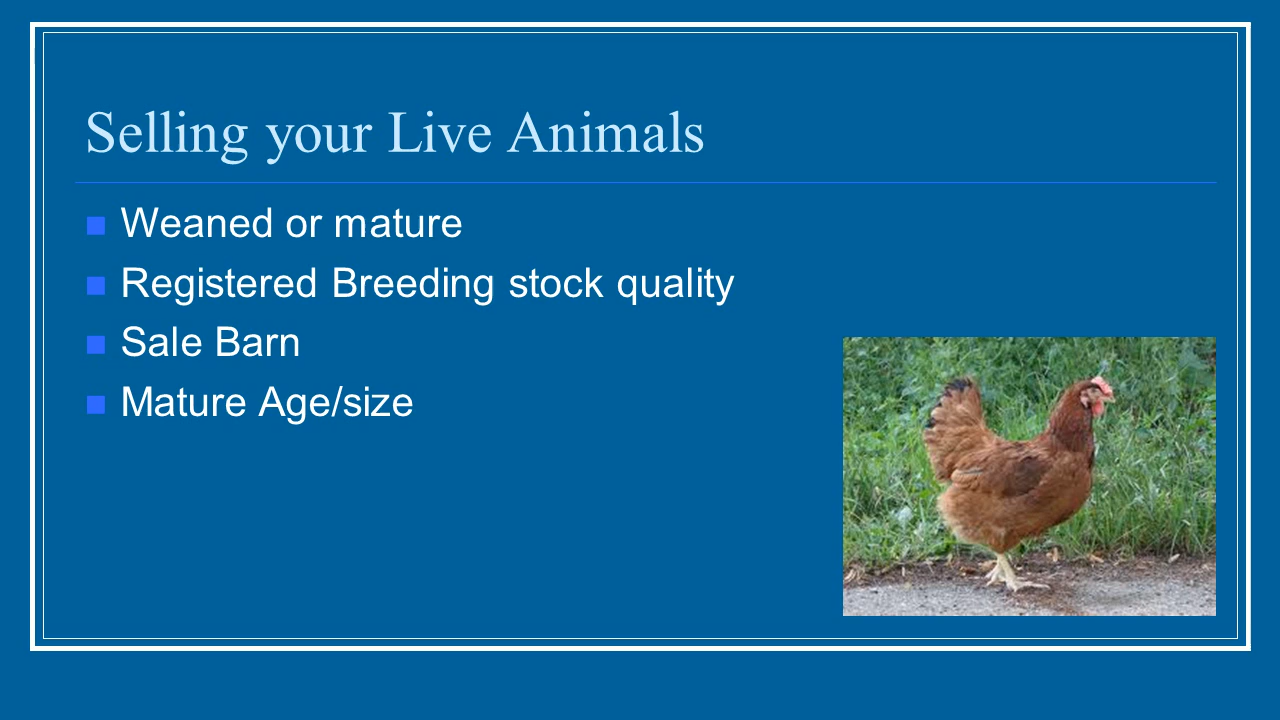 Selling your Live Animals
Weaned or mature
Registered Breeding stock quality
Sale Barn
Mature Age/size